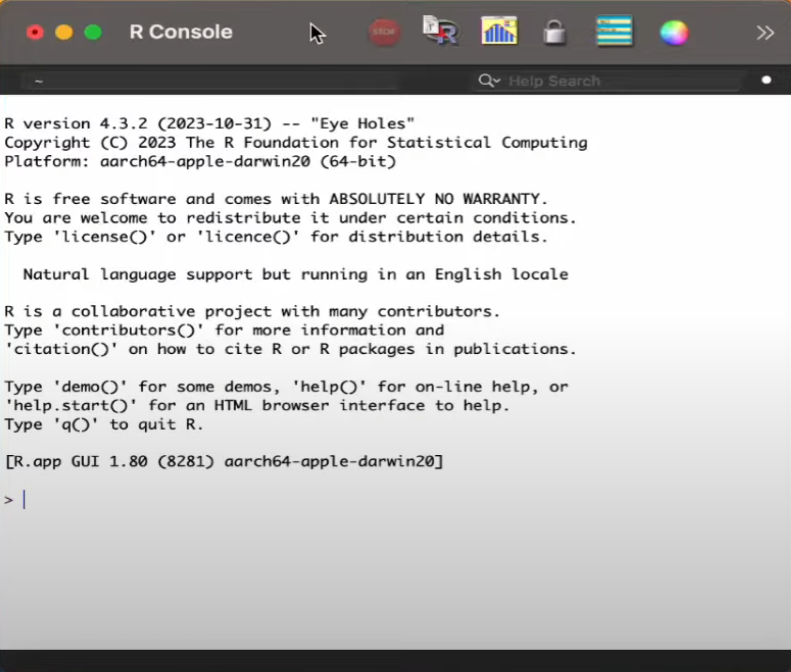 R Console
STOP
~
Help Search
R version 4.3.2 (2023-10-31) -- "Eye Holes"
Copyright (C) 2023 The R Foundation for Statistical Computing
Platform: aarch64-apple-darwin20 (64-bit)
R is free software and comes with ABSOLUTELY NO WARRANTY.
You are welcome to redistribute it under certain conditions.
Type 'license()' or 'licence()' for distribution details.
Natural language support but running in an English locale
R is a collaborative project with many contributors.
Type 'contributors()' for more information and
'citation()' on how to cite R or R packages in publications.
Type 'demo()' for some demos, 'help()' for on-line help, or
'help.start()' for an HTML browser interface to help.
Type 'q()' to quit R.
[R.app GUI 1.80 (8281) aarch64-apple-darwin20]
>